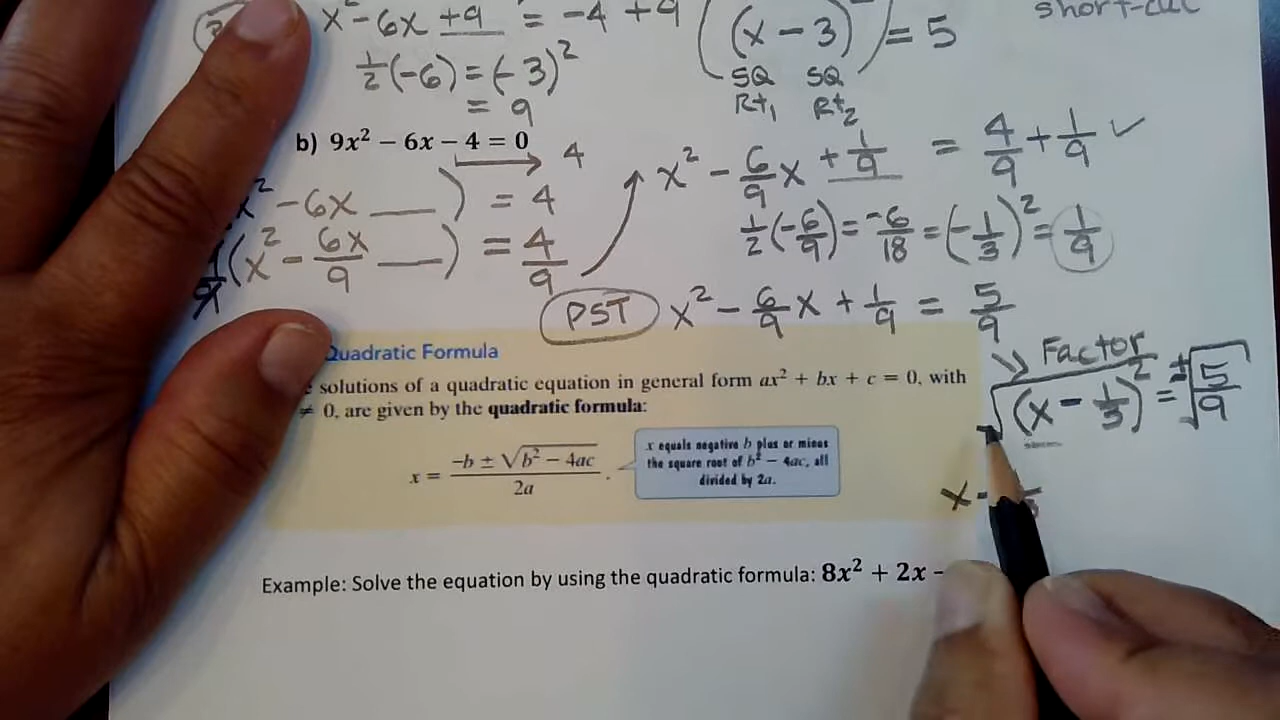 x² - 6x + 9 = -4 + 9 (x - 3)² = 5
short-cut
½(-6) = (-3)² SQ SQ
= 9 Rt₁ Rt₂
b) 9x² − 6x − 4 = 0 4
x² - 6/9 x + 1/9 = 4/9 + 1/9 ✓
² - 6x ___ ) = 4
½(-6/9) = -6/18 = (-1/3)² = 1/9
(x² - 6x/9 ___ ) = 4/9
PST x² - 6/9 x + 1/9 = 5/9
Factor
√(x - 1/3)² = ±√5/9
x -
Quadratic Formula
solutions of a quadratic equation in general form ax² + bx + c = 0, with
≠ 0, are given by the quadratic formula:
x = (-b ± √b² − 4ac) / 2a .
x equals negative b plus or minus
the square root of b² − 4ac, all
divided by 2a.
Example: Solve the equation by using the quadratic formula: 8x² + 2x −